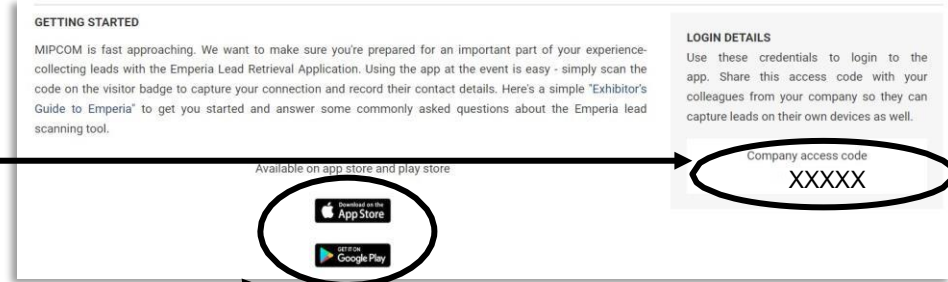 GETTING STARTED
MIPCOM is fast approaching. We want to make sure you're prepared for an important part of your experience-
collecting leads with the Emperia Lead Retrieval Application. Using the app at the event is easy - simply scan the
code on the visitor badge to capture your connection and record their contact details. Here's a simple "Exhibitor's
Guide to Emperia" to get you started and answer some commonly asked questions about the Emperia lead
scanning tool.
Available on app store and play store
Download on the
App Store
GET IT ON
Google Play
LOGIN DETAILS
Use these credentials to login to the
app. Share this access code with your
colleagues from your company so they can
capture leads on their own devices as well.
Company access code
XXXXX